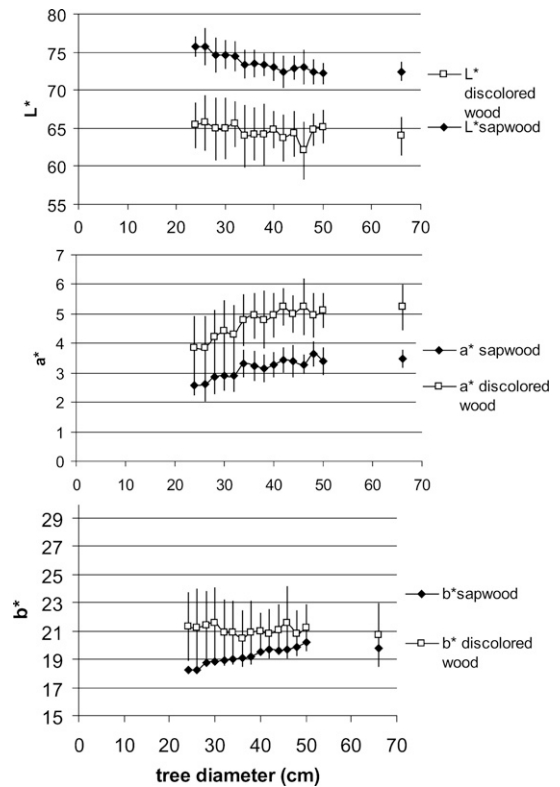 80
75
70
65
60
55
L*
0 10 20 30 40 50 60 70
L*
discolored
wood
L*sapwood
7
6
5
4
3
2
1
0
a*
0 10 20 30 40 50 60 70
a* sapwood
a* discolored
wood
29
27
25
23
21
19
17
15
b*
0 10 20 30 40 50 60 70
tree diameter (cm)
b*sapwood
b* discolored
wood